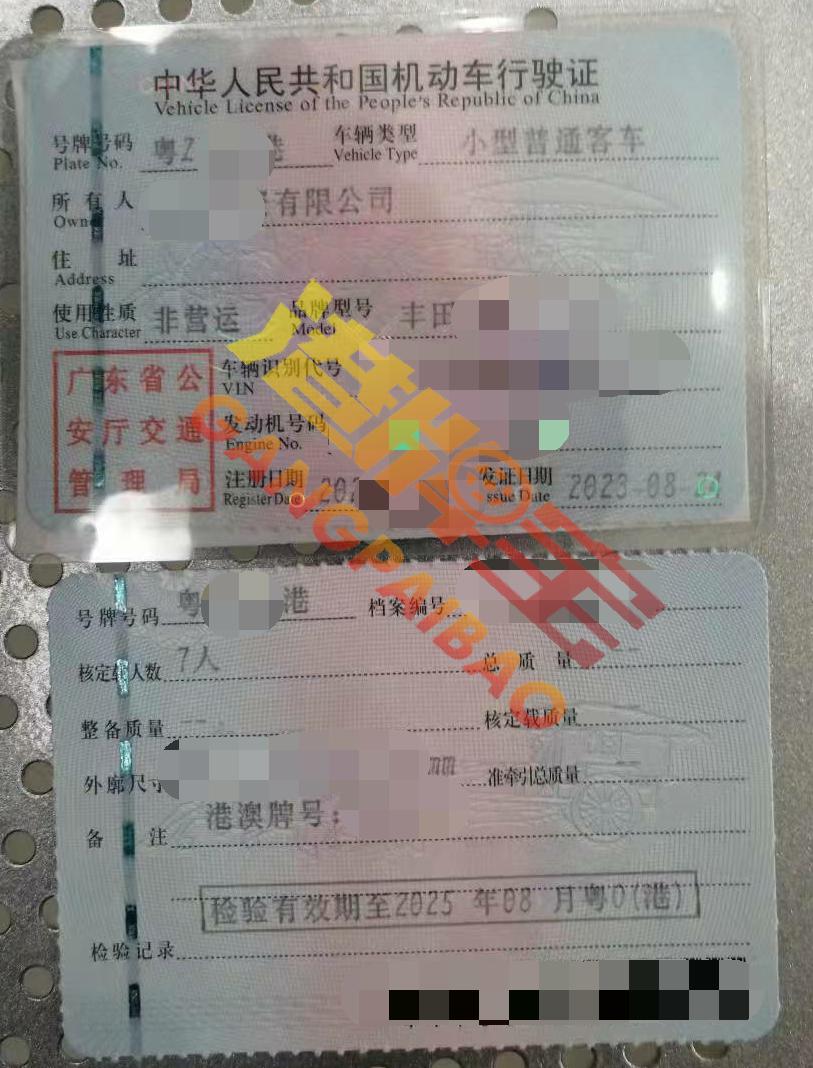 中华人民共和国机动车行驶证
Vehicle License of the People's Republic of China
号牌号码 粤Z 港 车辆类型 小型普通客车
Plate No. Vehicle Type
所有人 有限公司
Owner
住址
Address
使用性质 非营运 品牌型号 丰田
Use Character Model
车辆识别代号
VIN
发动机号码
Engine No.
注册日期 202 发证日期 2023-08
Register Date Issue Date
广东省公
安厅交通
管理局
港牌宝
GANGPAIBAO
号牌号码 粤 港 档案编号
核定载人数 7人 总质量 --
整备质量 -- 核定载质量 --
外廓尺寸 mm 准牵引总质量 --
备注 港澳牌号:
检验有效期至2025 年08 月粤O(港)
检验记录